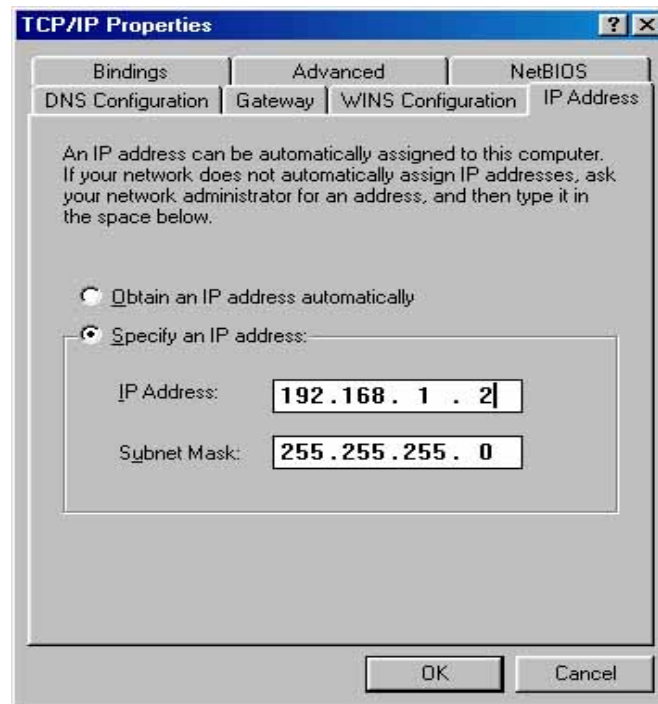 TCP/IP Properties
? X
Bindings
Advanced
NetBIOS
DNS Configuration
Gateway
WINS Configuration
IP Address
An IP address can be automatically assigned to this computer.
If your network does not automatically assign IP addresses, ask
your network administrator for an address, and then type it in
the space below.
Obtain an IP address automatically
Specify an IP address:
IP Address:
192.168. 1 . 2
Subnet Mask:
255.255.255. 0
OK
Cancel